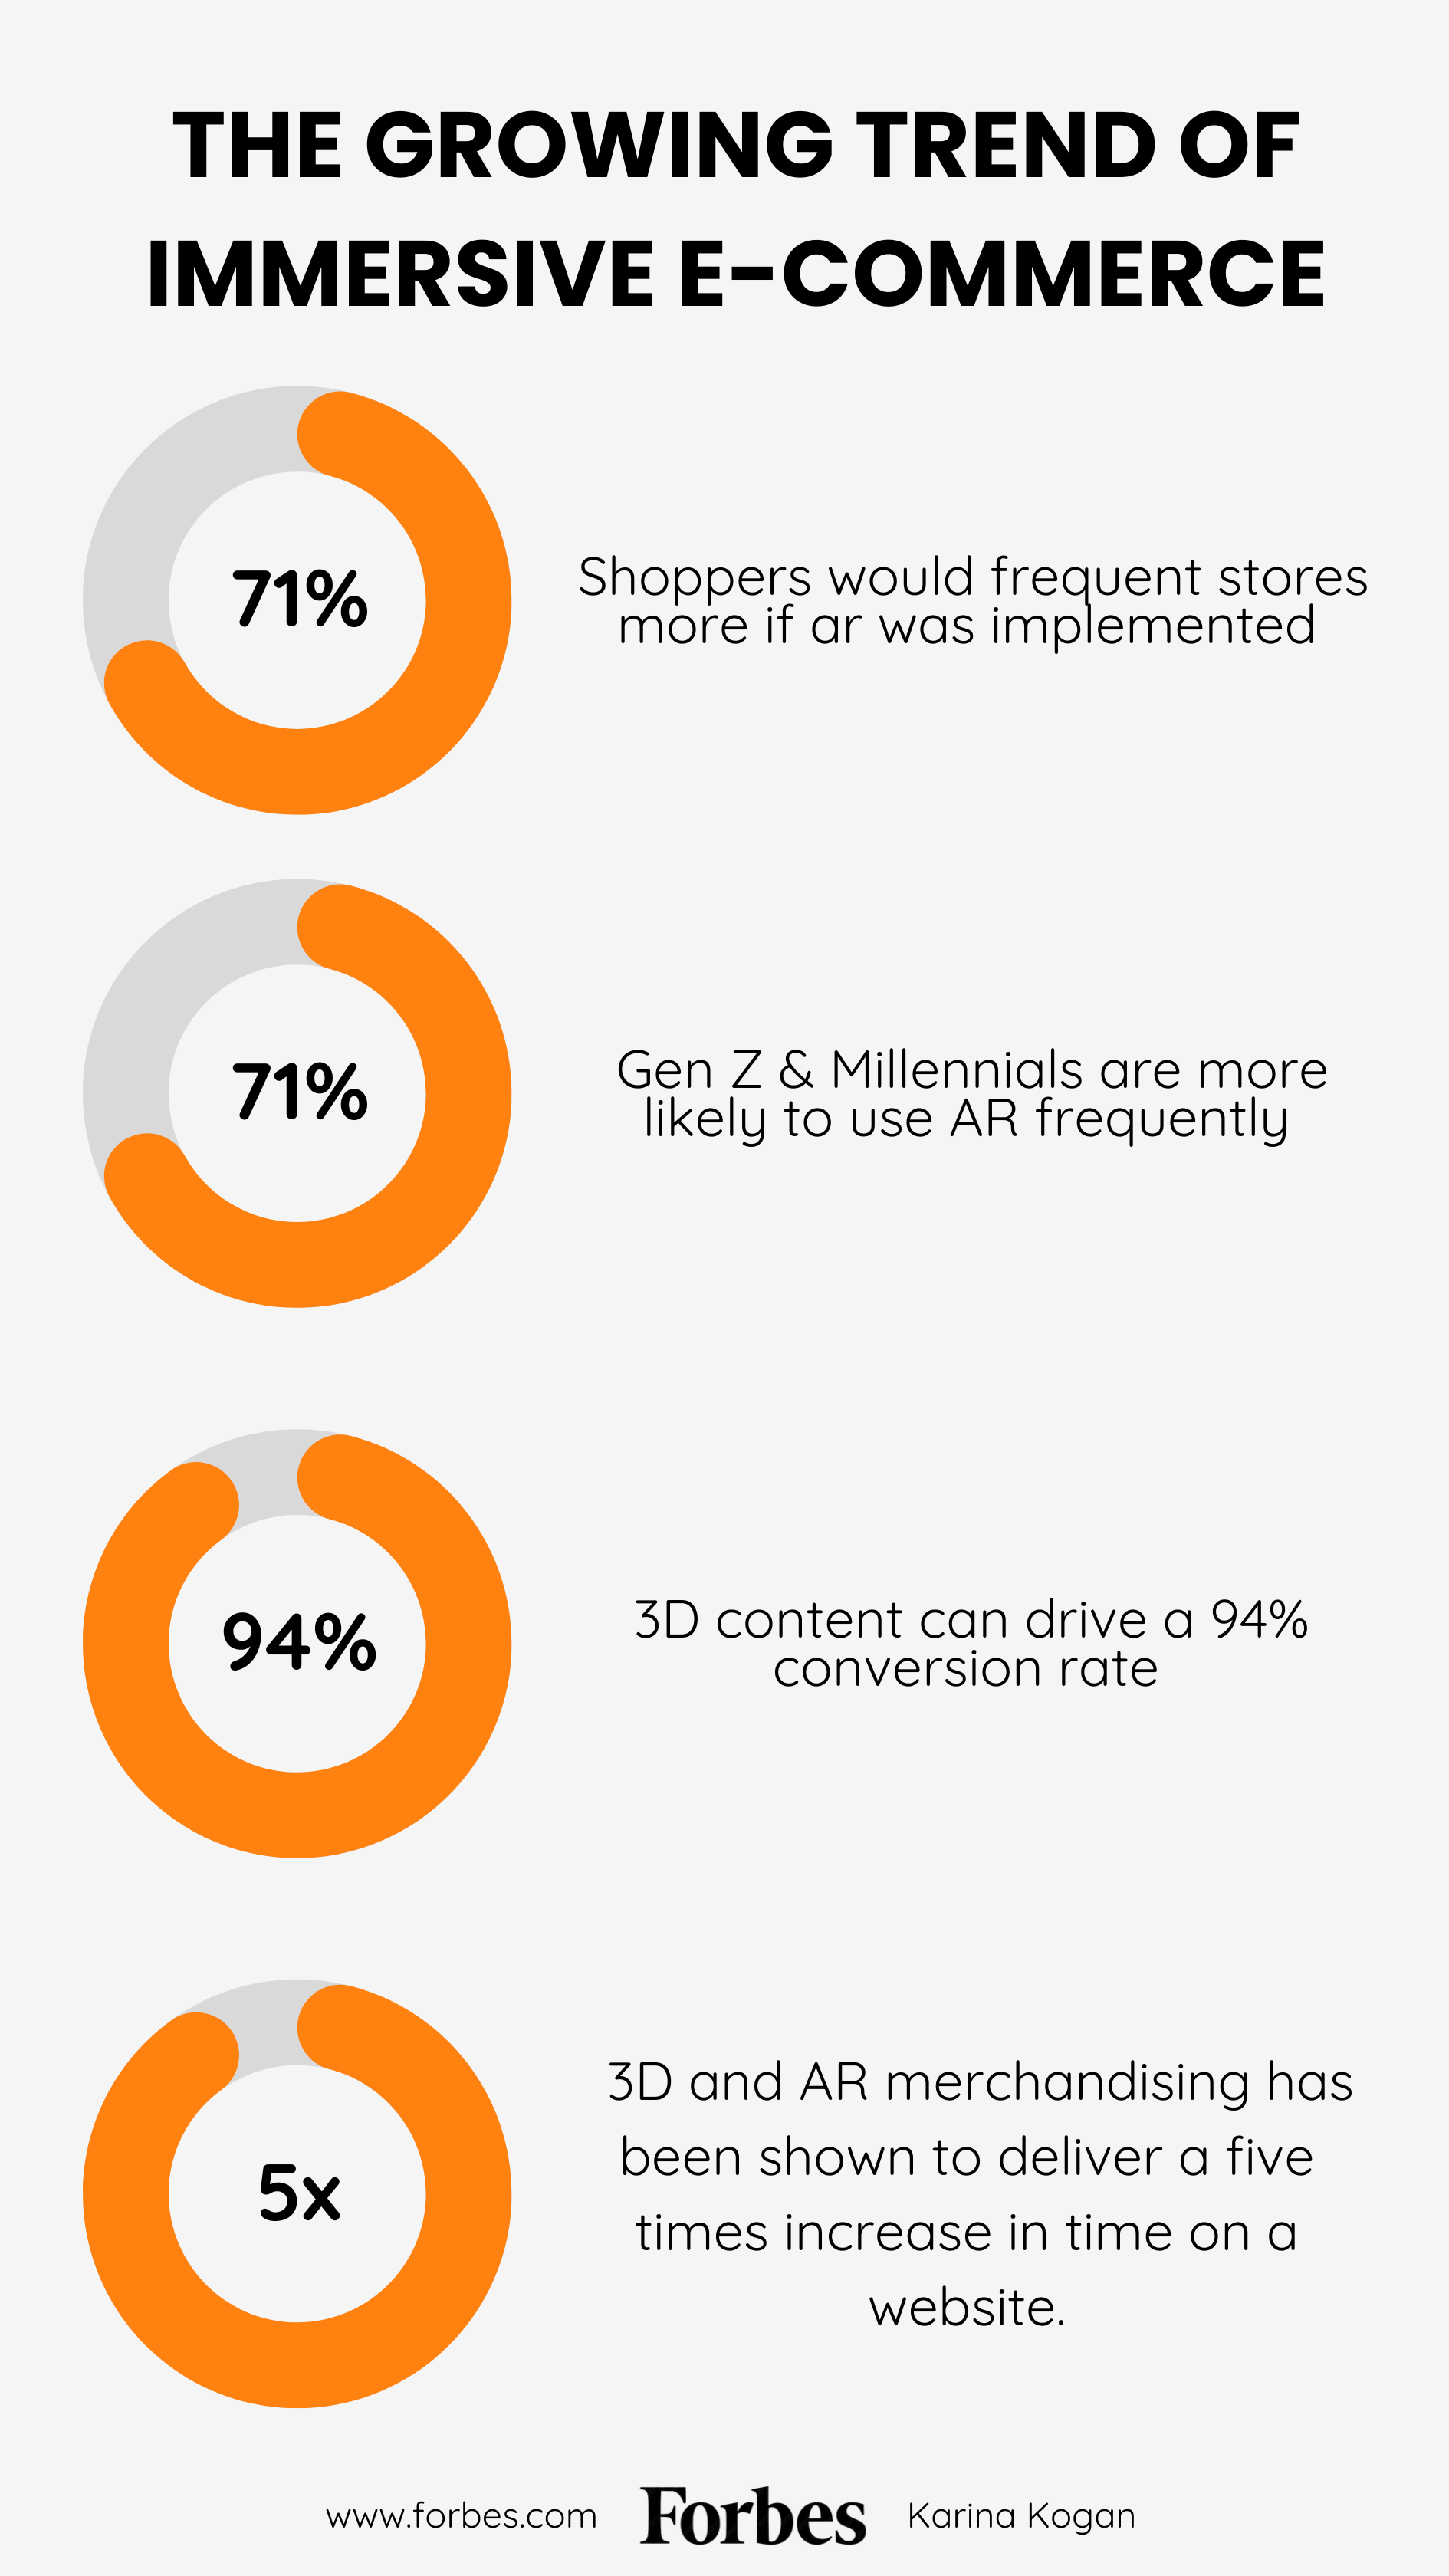 THE GROWING TREND OF
IMMERSIVE E-COMMERCE
71%
Shoppers would frequent stores
more if ar was implemented
71%
Gen Z & Millennials are more
likely to use AR frequently
94%
3D content can drive a 94%
conversion rate
5x
3D and AR merchandising has
been shown to deliver a five
times increase in time on a
website.
www.forbes.com Forbes Karina Kogan